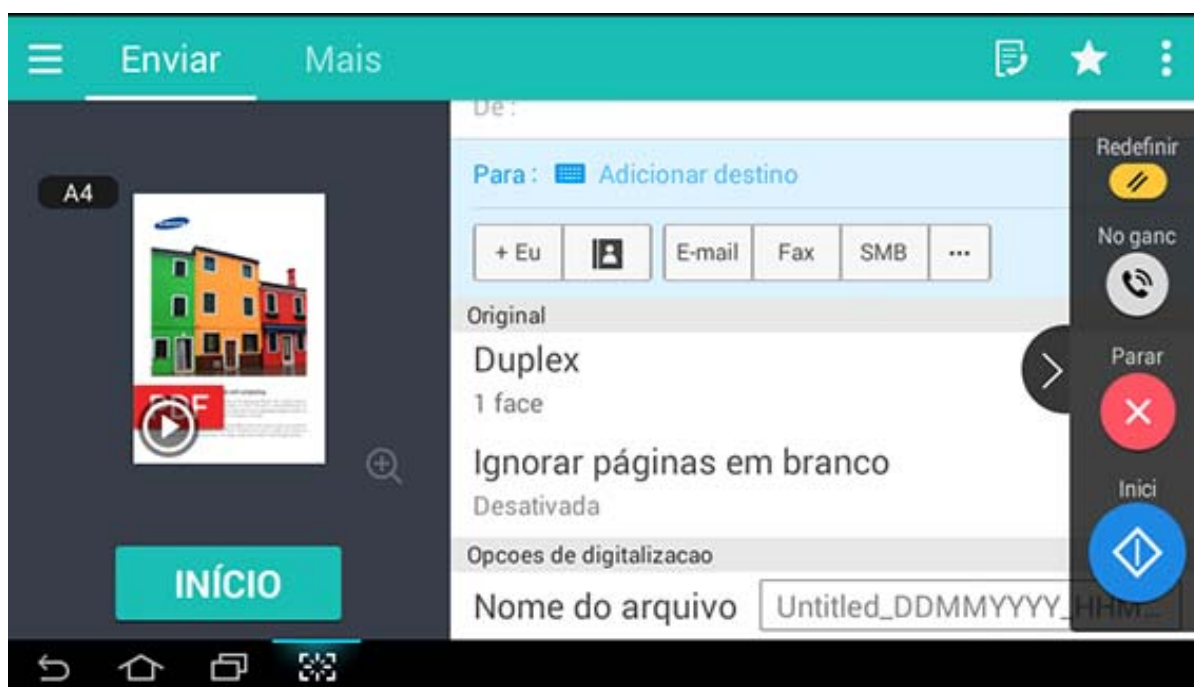 Enviar Mais
De :
Para : Adicionar destino
A4
+ Eu E-mail Fax SMB ...
Original
Duplex
1 face
Ignorar páginas em branco
Desativada
Opcoes de digitalizacao
Nome do arquivo Untitled_DDMMYYYY_HHM...
PDF
INÍCIO
Redefinir
No ganc
Parar
Inici